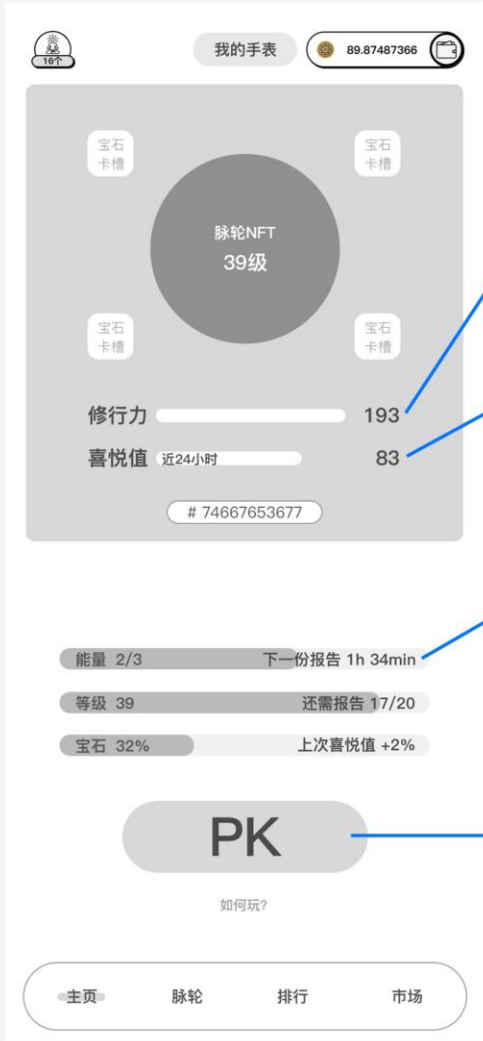 16个
我的手表
89.87487366
宝石
卡槽
宝石
卡槽
脉轮NFT
39级
宝石
卡槽
宝石
卡槽
修行力 193
喜悦值 近24小时 83
# 74667653677
能量 2/3 下一份报告 1h 34min
等级 39 还需报告 17/20
宝石 32% 上次喜悦值 +2%
PK
如何玩?
主页 脉轮 排行 市场